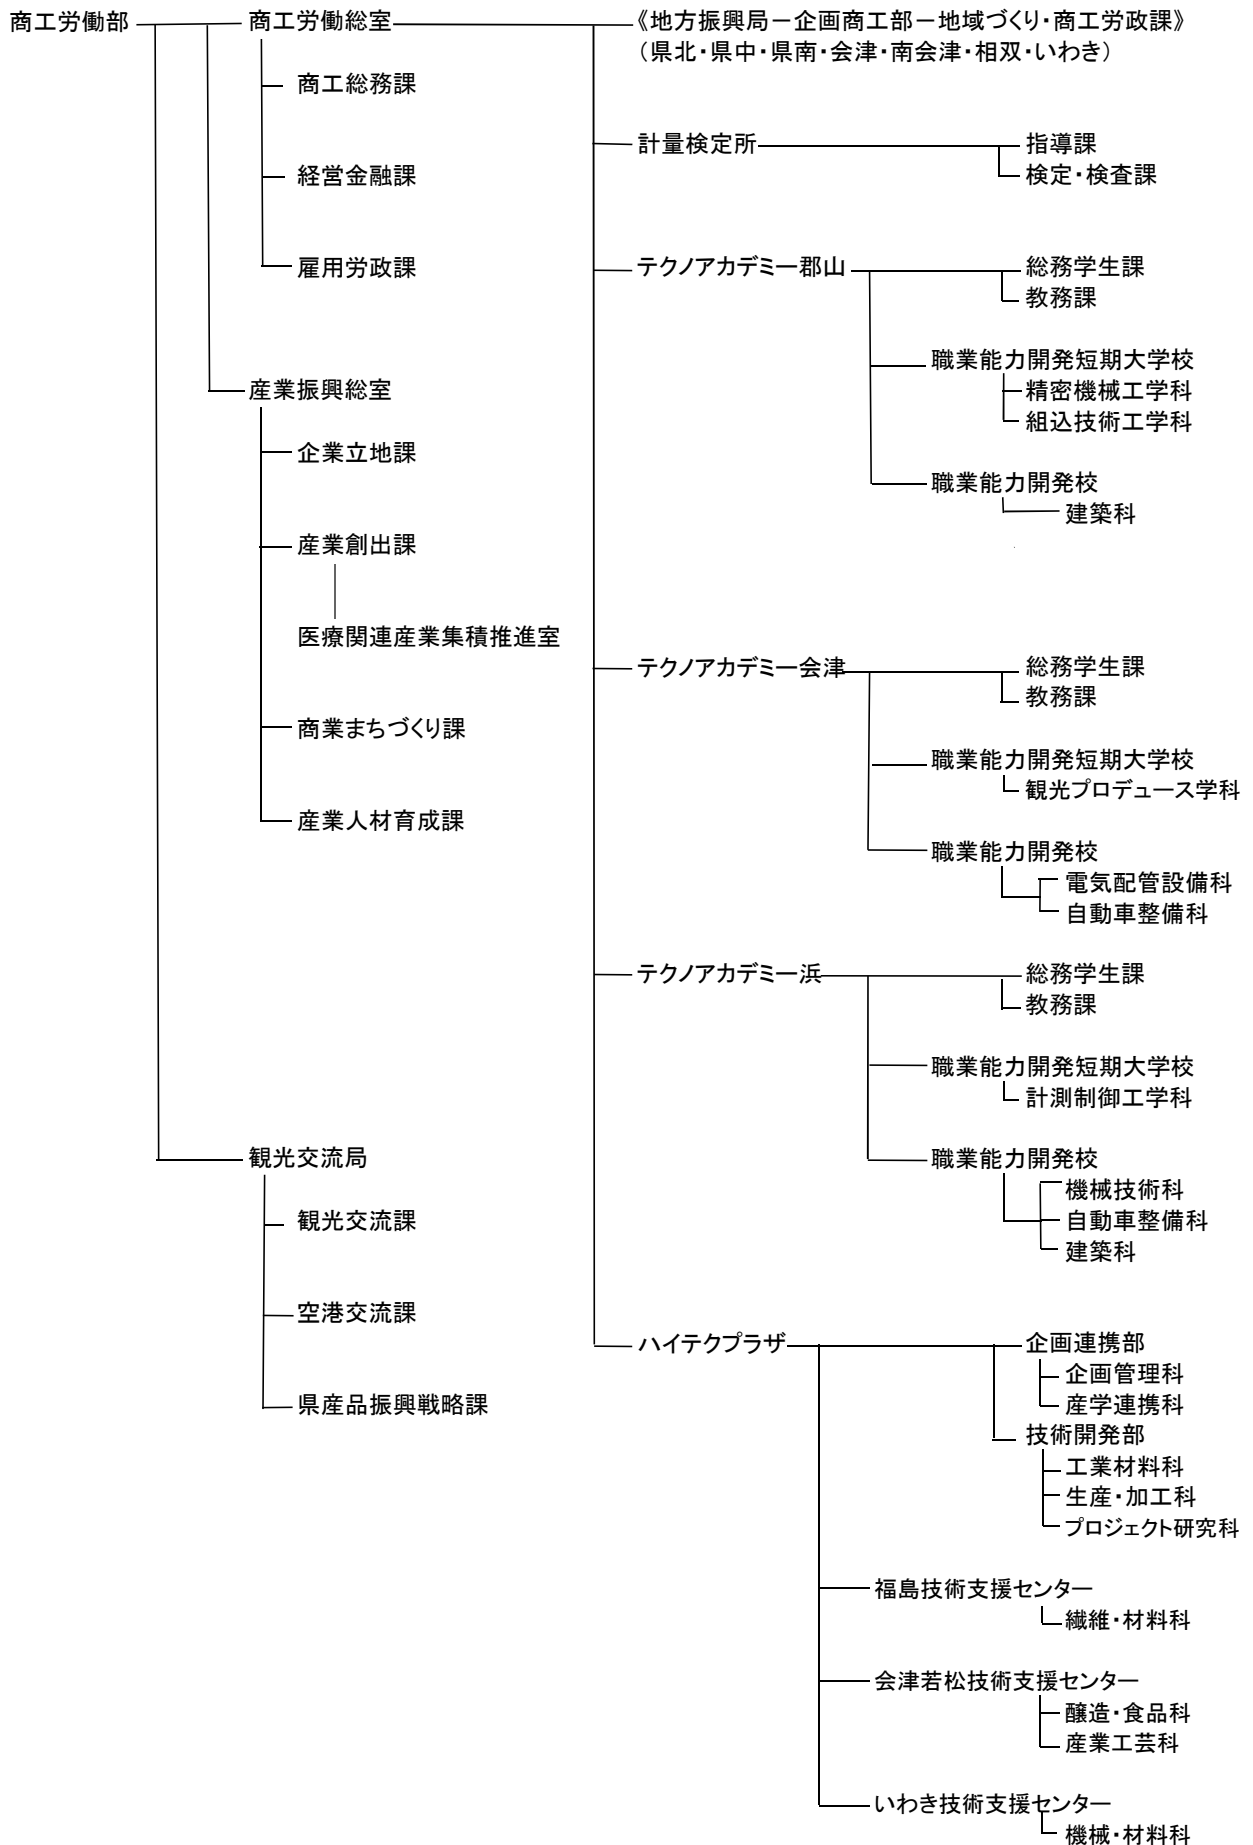 商工労働部
商工労働総室
商工総務課
経営金融課
雇用労政課
産業振興総室
企業立地課
産業創出課
医療関連産業集積推進室
商業まちづくり課
産業人材育成課
観光交流局
観光交流課
空港交流課
県産品振興戦略課
《地方振興局－企画商工部－地域づくり・商工労政課》
（県北・県中・県南・会津・南会津・相双・いわき）
計量検定所
指導課
検定・検査課
テクノアカデミー郡山
総務学生課
教務課
職業能力開発短期大学校
精密機械工学科
組込技術工学科
職業能力開発校
建築科
テクノアカデミー会津
総務学生課
教務課
職業能力開発短期大学校
観光プロデュース学科
職業能力開発校
電気配管設備科
自動車整備科
テクノアカデミー浜
総務学生課
教務課
職業能力開発短期大学校
計測制御工学科
職業能力開発校
機械技術科
自動車整備科
建築科
ハイテクプラザ
企画連携部
企画管理科
産学連携科
技術開発部
工業材料科
生産・加工科
プロジェクト研究科
福島技術支援センター
繊維・材料科
会津若松技術支援センター
醸造・食品科
産業工芸科
いわき技術支援センター
機械・材料科